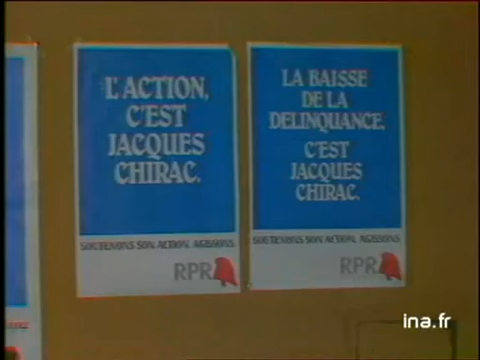 L'ACTION,
C'EST
JACQUES
CHIRAC.
SOUTENONS SON ACTION, AGISSONS
RPR
LA BAISSE
DE LA
DELINQUANCE,
C'EST
JACQUES
CHIRAC.
SOUTENONS SON ACTION, AGISSONS
RPR
ina.fr